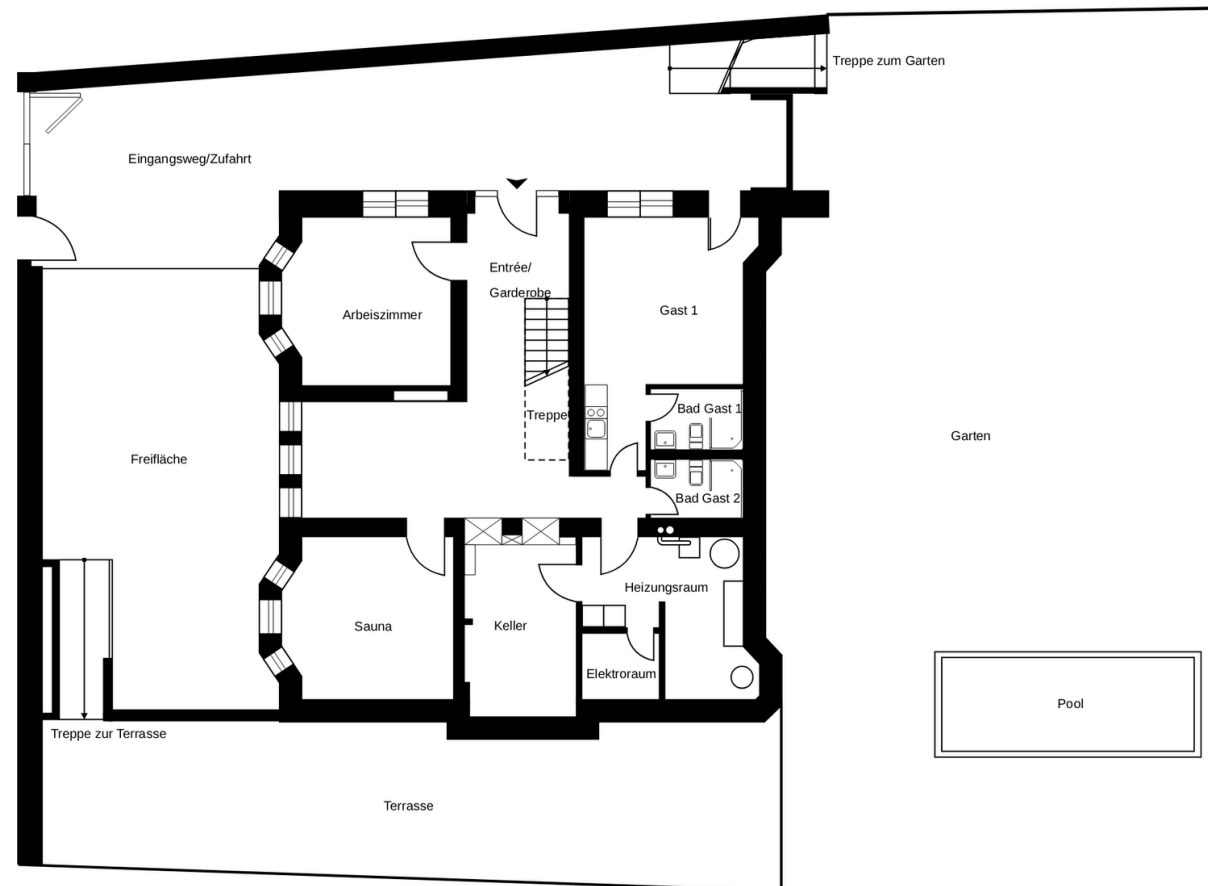 Treppe zum Garten
Eingangsweg/Zufahrt
Entrée/
Garderobe
Arbeiszimmer
Gast 1
Treppe
Bad Gast 1
Garten
Freifläche
Bad Gast 2
Heizungsraum
Sauna
Keller
Elektroraum
Pool
Treppe zur Terrasse
Terrasse